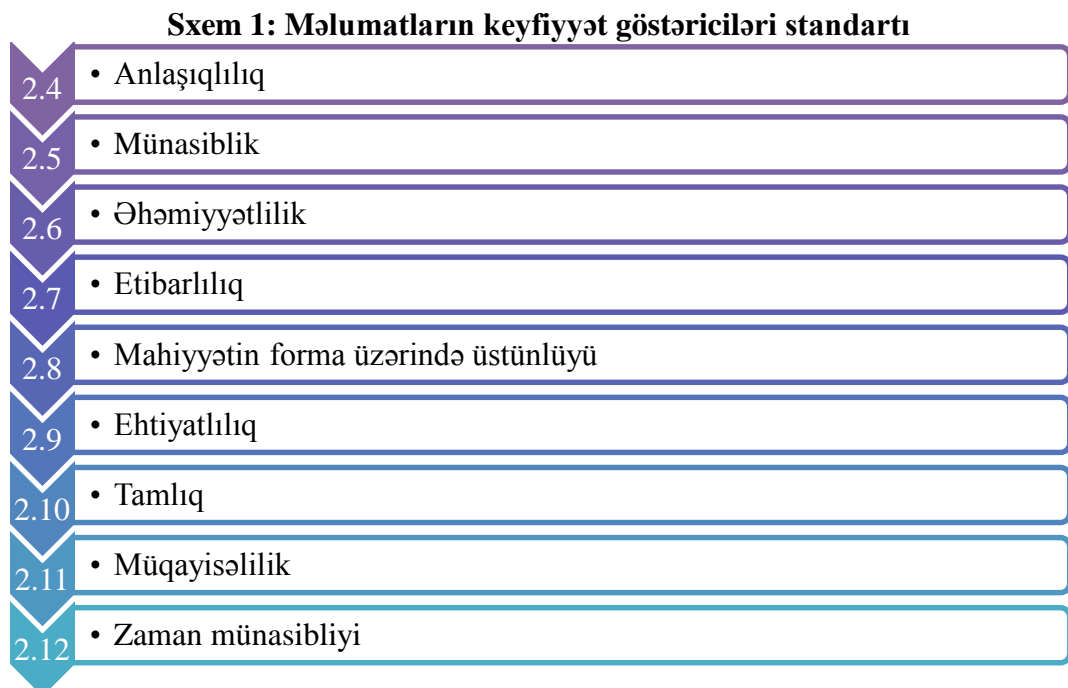 Sxem 1: Məlumatların keyfiyyət göstəriciləri standartı
2.4 • Anlaşıqlılıq
2.5 • Münasiblik
2.6 • Əhəmiyyətlilik
2.7 • Etibarlılıq
2.8 • Mahiyyətin forma üzərində üstünlüyü
2.9 • Ehtiyatlılıq
2.10 • Tamlıq
2.11 • Müqayisəlilik
2.12 • Zaman münasibliyi